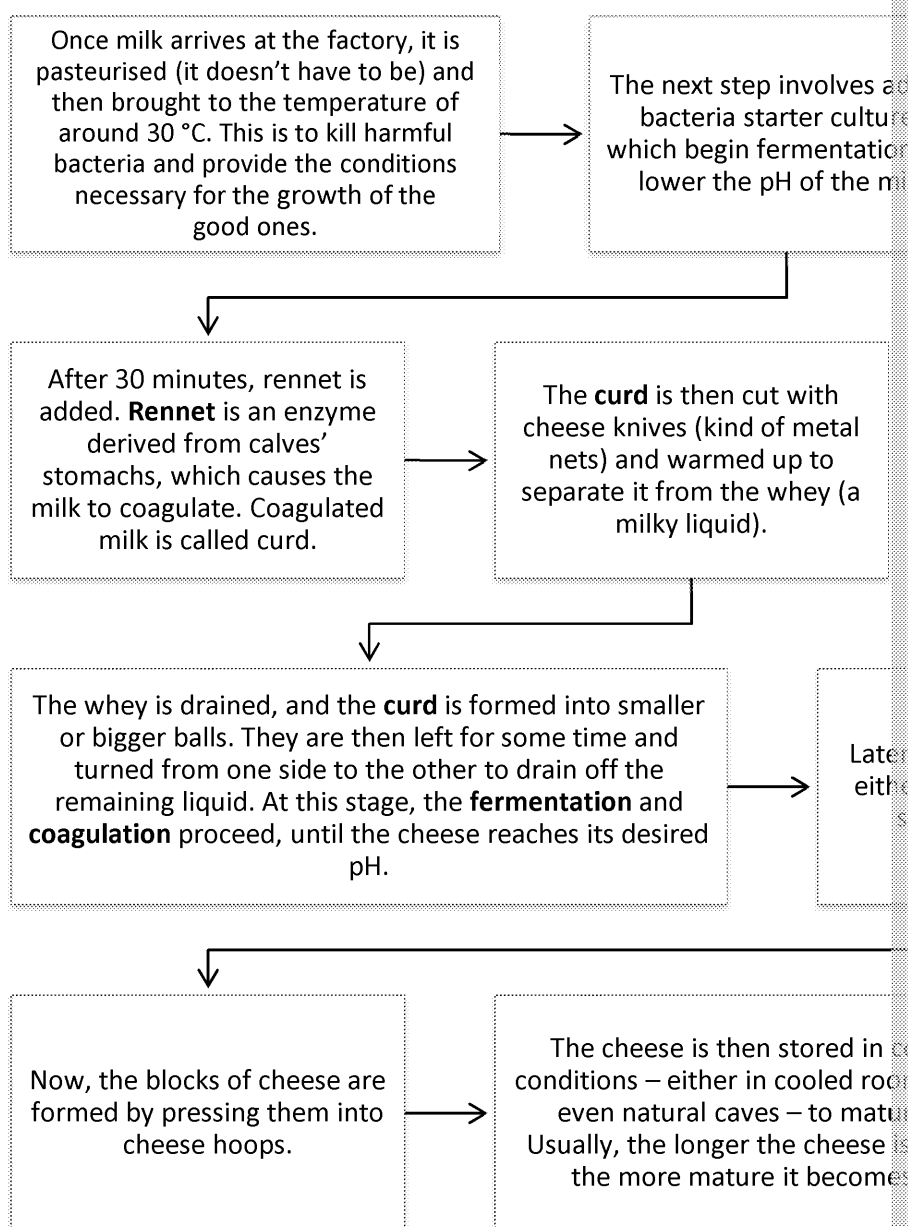 Once milk arrives at the factory, it is
pasteurised (it doesn't have to be) and
then brought to the temperature of
around 30 °C. This is to kill harmful
bacteria and provide the conditions
necessary for the growth of the
good ones.
The next step involves
bacteria starter
which begin
lower the pH of the
After 30 minutes, rennet is
added. Rennet is an enzyme
derived from calves'
stomachs, which causes the
milk to coagulate. Coagulated
milk is called curd.
The curd is then cut with
cheese knives (kind of metal
nets) and warmed up to
separate it from the whey (a
milky liquid).
The whey is drained, and the curd is formed into smaller
or bigger balls. They are then left for some time and
turned from one side to the other to drain off the
remaining liquid. At this stage, the fermentation and
coagulation proceed, until the cheese reaches its desired
pH.
Now, the blocks of cheese are
formed by pressing them into
cheese hoops.
The cheese is then stored in
conditions – either in cooled
even natural caves – to
Usually, the longer the cheese is
the more mature it becomes